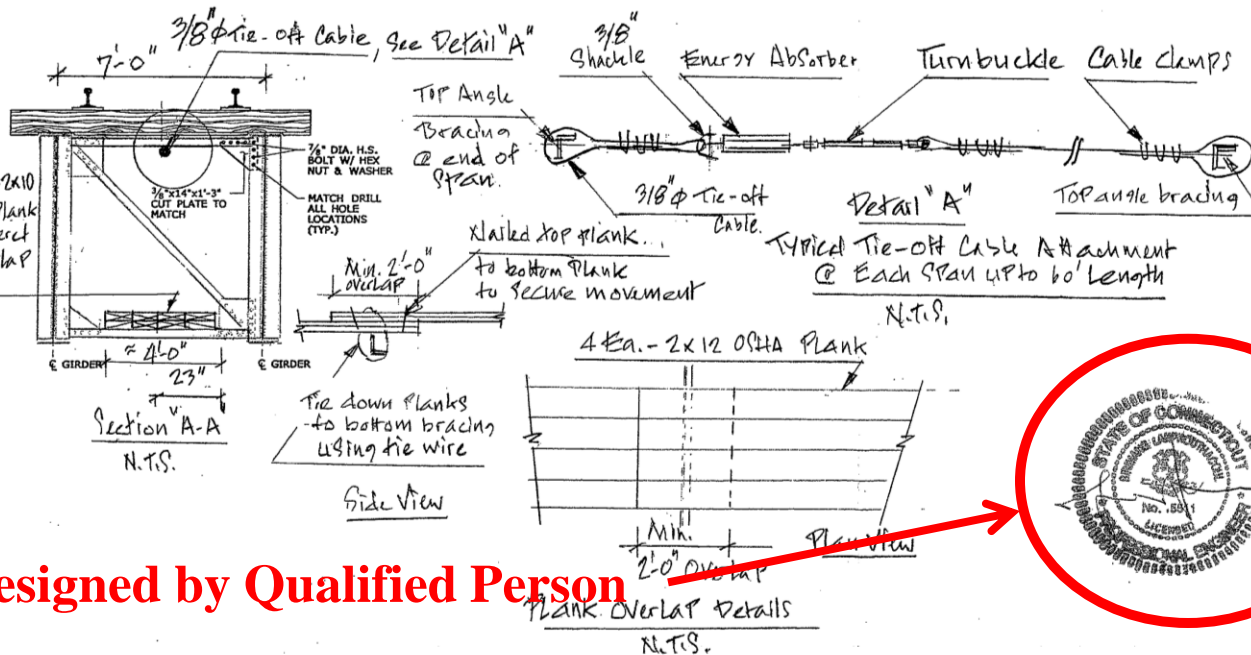 3/8"φ Tie-off Cable, See Detail "A"
7'-0"
7/8" DIA. H.S.
BOLT W/ HEX
NUT & WASHER
3/8"x14"x1'-3"
CUT PLATE TO
MATCH
MATCH DRILL
ALL HOLE
LOCATIONS
(TYP.)
2x10
Plank
lap
℄ GIRDER
℄ GIRDER
≈ 4'-0"
23"
Section "A-A"
N.T.S.
Min. 2'-0"
overlap
Nailed top plank
to bottom Plank
to secure movement
Tie down Planks
to bottom bracing
using tie wire
Side View
3/8"
Shackle
Energy Absorber
Turnbuckle
Cable Clamps
Top Angle
Bracing
@ end of
Span.
3/8"φ Tie-off
Cable.
Detail "A"
Top angle bracing
Typical Tie-Off Cable Attachment
@ Each Span up to 60' Length
N.T.S.
4 Ea. - 2x12 OSHA Plank
Min.
2'-0" Overlap
Plan View
Plank Overlap Details
N.T.S.
esigned by Qualified Person
STATE OF CONNECTICUT
No.
LICENSED
PROFESSIONAL ENGINEER